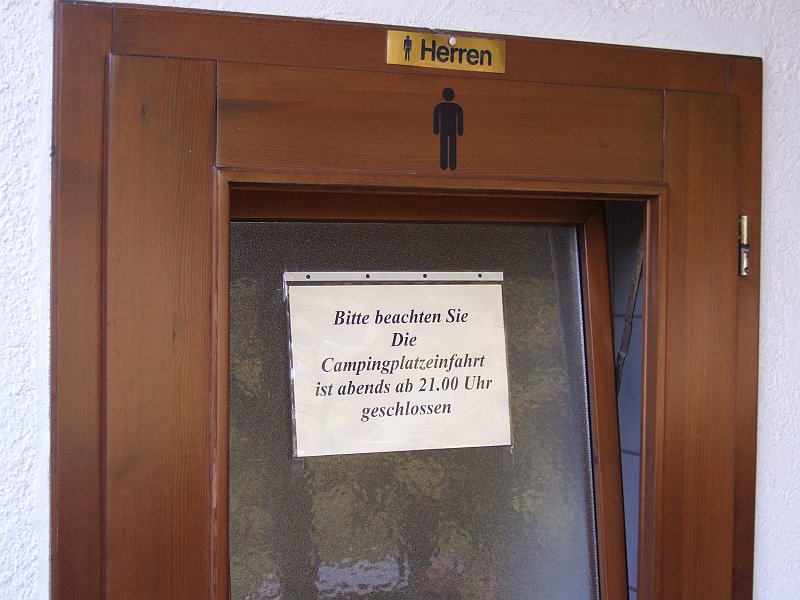 Herren
Bitte beachten Sie
Die
Campingplatzeinfahrt
ist abends ab 21.00 Uhr
geschlossen